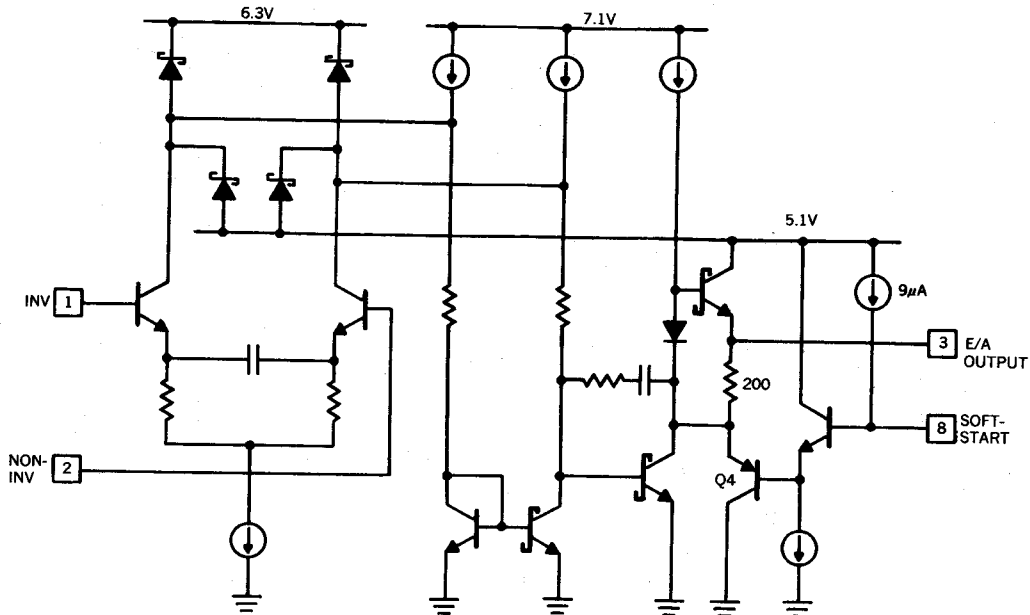 6.3V
7.1V
5.1V
INV 1
9μA
3 E/A
OUTPUT
200
8 SOFT-
START
NON-
INV 2
Q4